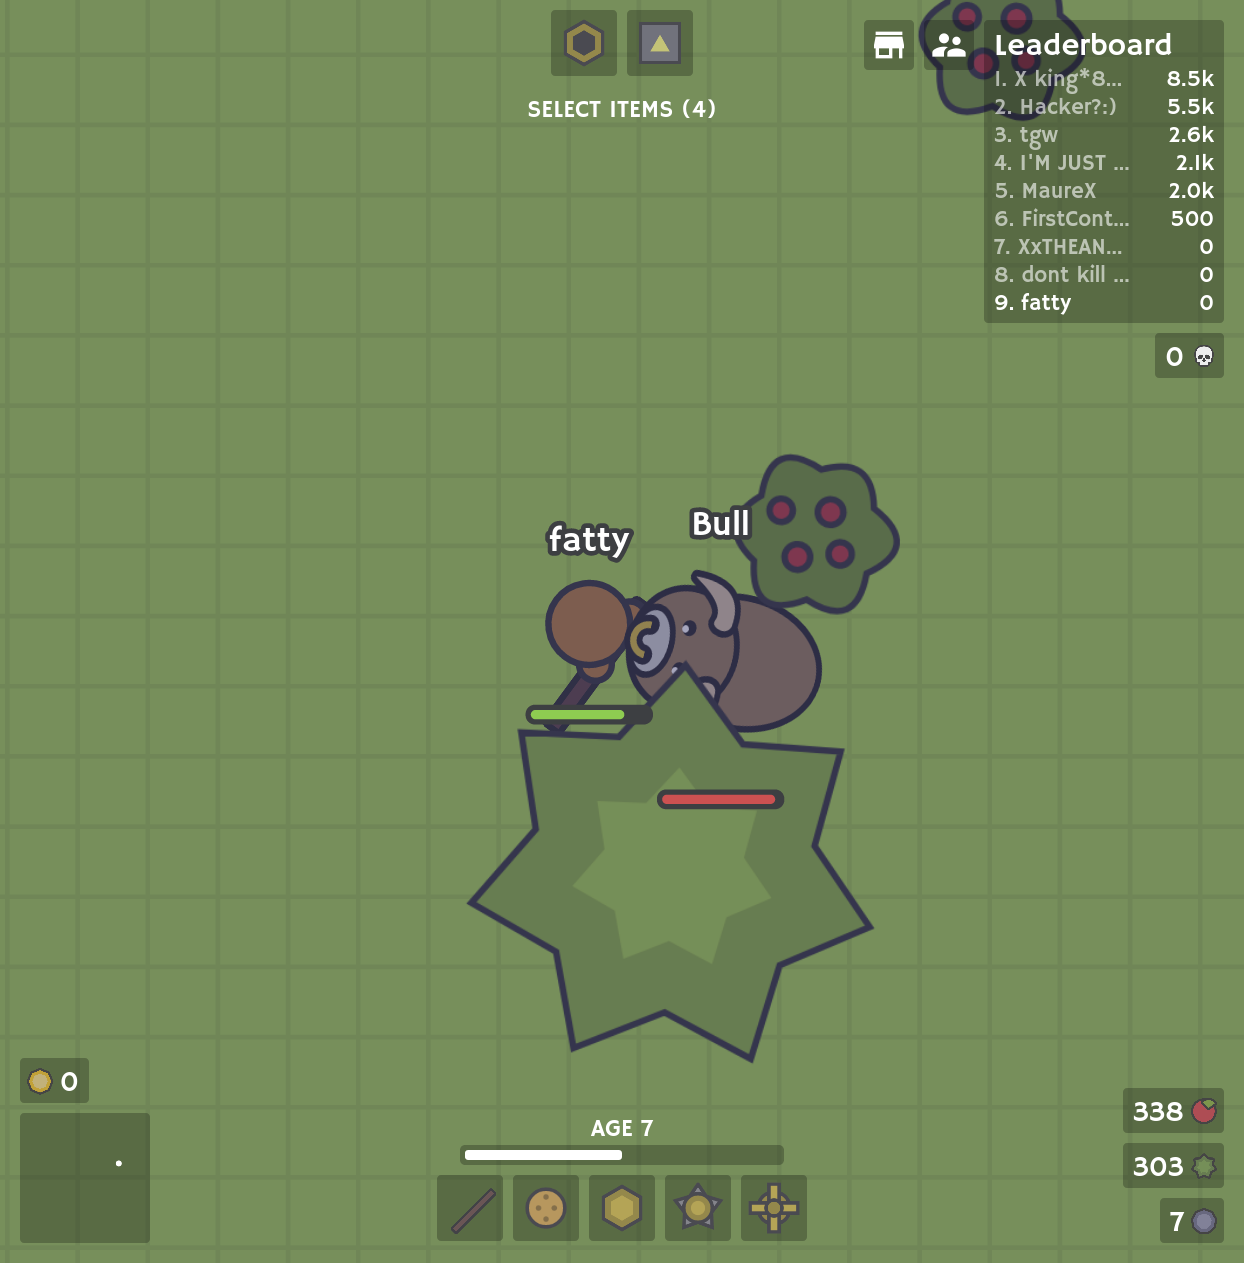 SELECT ITEMS (4)
Leaderboard
1. X king*8... 8.5k
2. Hacker?:) 5.5k
3. tgw 2.6k
4. I'M JUST ... 2.1k
5. MaureX 2.0k
6. FirstCont... 500
7. XxTHEAN... 0
8. dont kill ... 0
9. fatty 0
0
Bull
fatty
0
AGE 7
338
303
7